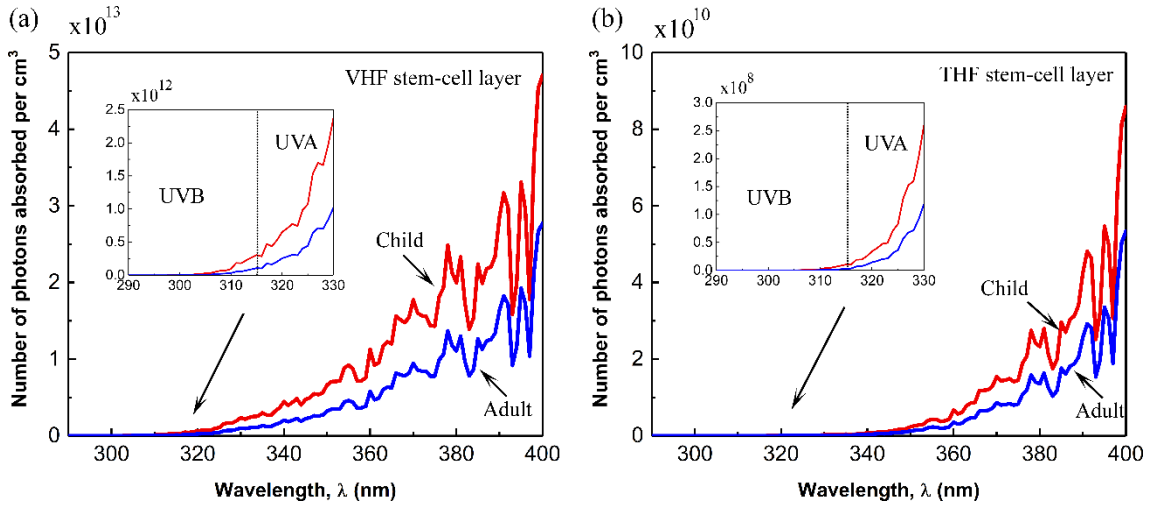 (a)
x10^13
Number of photons absorbed per cm^3
5
4
3
2
1
0
VHF stem-cell layer
x10^12
2.5
2.0
1.5
1.0
0.5
0.0
UVA
UVB
290 300 310 320 330
Child
Adult
300 320 340 360 380 400
Wavelength, λ (nm)
(b)
x10^10
Number of photons absorbed per cm^3
10
8
6
4
2
0
THF stem-cell layer
x10^8
3.0
2.5
2.0
1.5
1.0
0.5
0.0
UVA
UVB
290 300 310 320 330
Child
Adult
300 320 340 360 380 400
Wavelength, λ (nm)